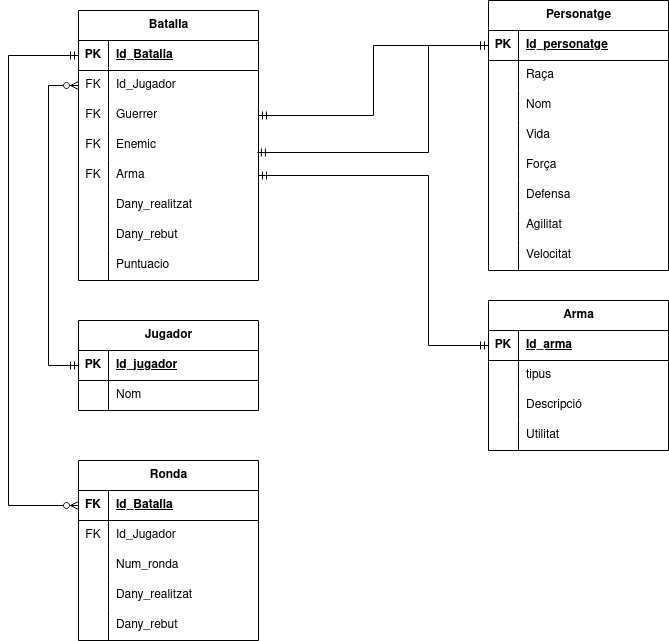 Batalla
PK Id_Batalla
FK Id_Jugador
FK Guerrer
FK Enemic
FK Arma
Dany_realitzat
Dany_rebut
Puntuacio
Personatge
PK Id_personatge
Raça
Nom
Vida
Força
Defensa
Agilitat
Velocitat
Jugador
PK Id_jugador
Nom
Arma
PK Id_arma
tipus
Descripció
Utilitat
Ronda
FK Id_Batalla
FK Id_Jugador
Num_ronda
Dany_realitzat
Dany_rebut